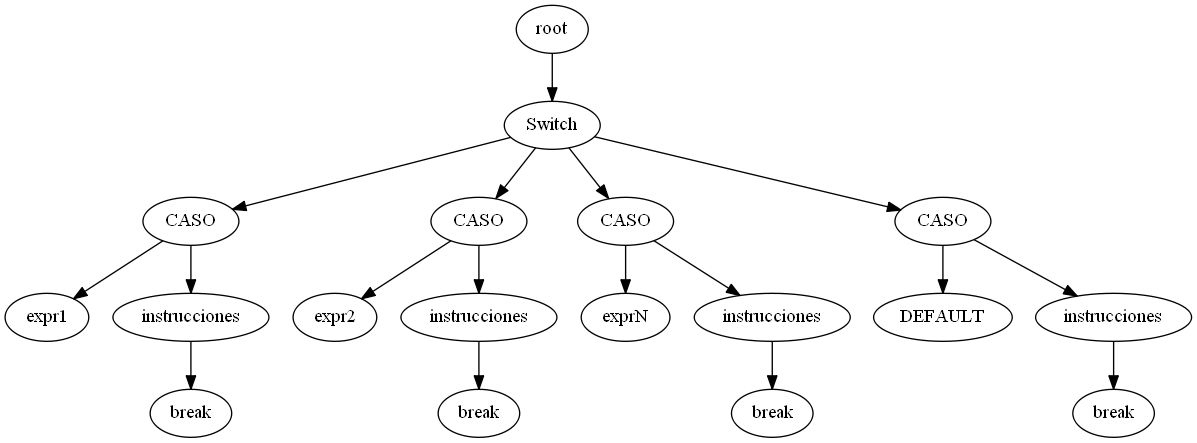 root
Switch
CASO
CASO
CASO
CASO
expr1
instrucciones
expr2
instrucciones
exprN
instrucciones
DEFAULT
instrucciones
break
break
break
break